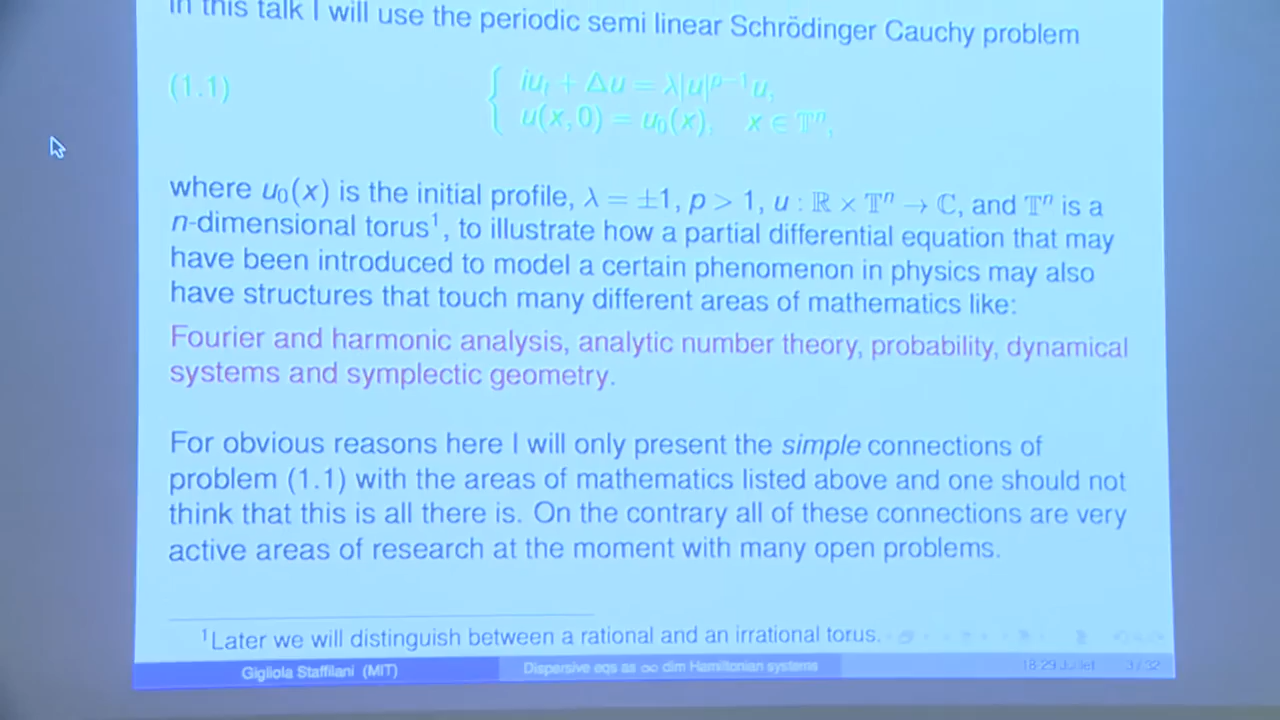 In this talk I will use the periodic semi linear Schrödinger Cauchy problem
(1.1) { iu_t + Δu = λ|u|^{p−1}u,
u(x, 0) = u_0(x), x ∈ 𝕋^n,
where u_0(x) is the initial profile, λ = ±1, p > 1, u : ℝ × 𝕋^n → ℂ, and 𝕋^n is a
n-dimensional torus¹, to illustrate how a partial differential equation that may
have been introduced to model a certain phenomenon in physics may also
have structures that touch many different areas of mathematics like:
Fourier and harmonic analysis, analytic number theory, probability, dynamical
systems and symplectic geometry.
For obvious reasons here I will only present the simple connections of
problem (1.1) with the areas of mathematics listed above and one should not
think that this is all there is. On the contrary all of these connections are very
active areas of research at the moment with many open problems.
¹Later we will distinguish between a rational and an irrational torus.
Gigliola Staffilani (MIT) Dispersive eqs as ∞ dim Hamiltonian systems 18-29 Juillet 3 / 32